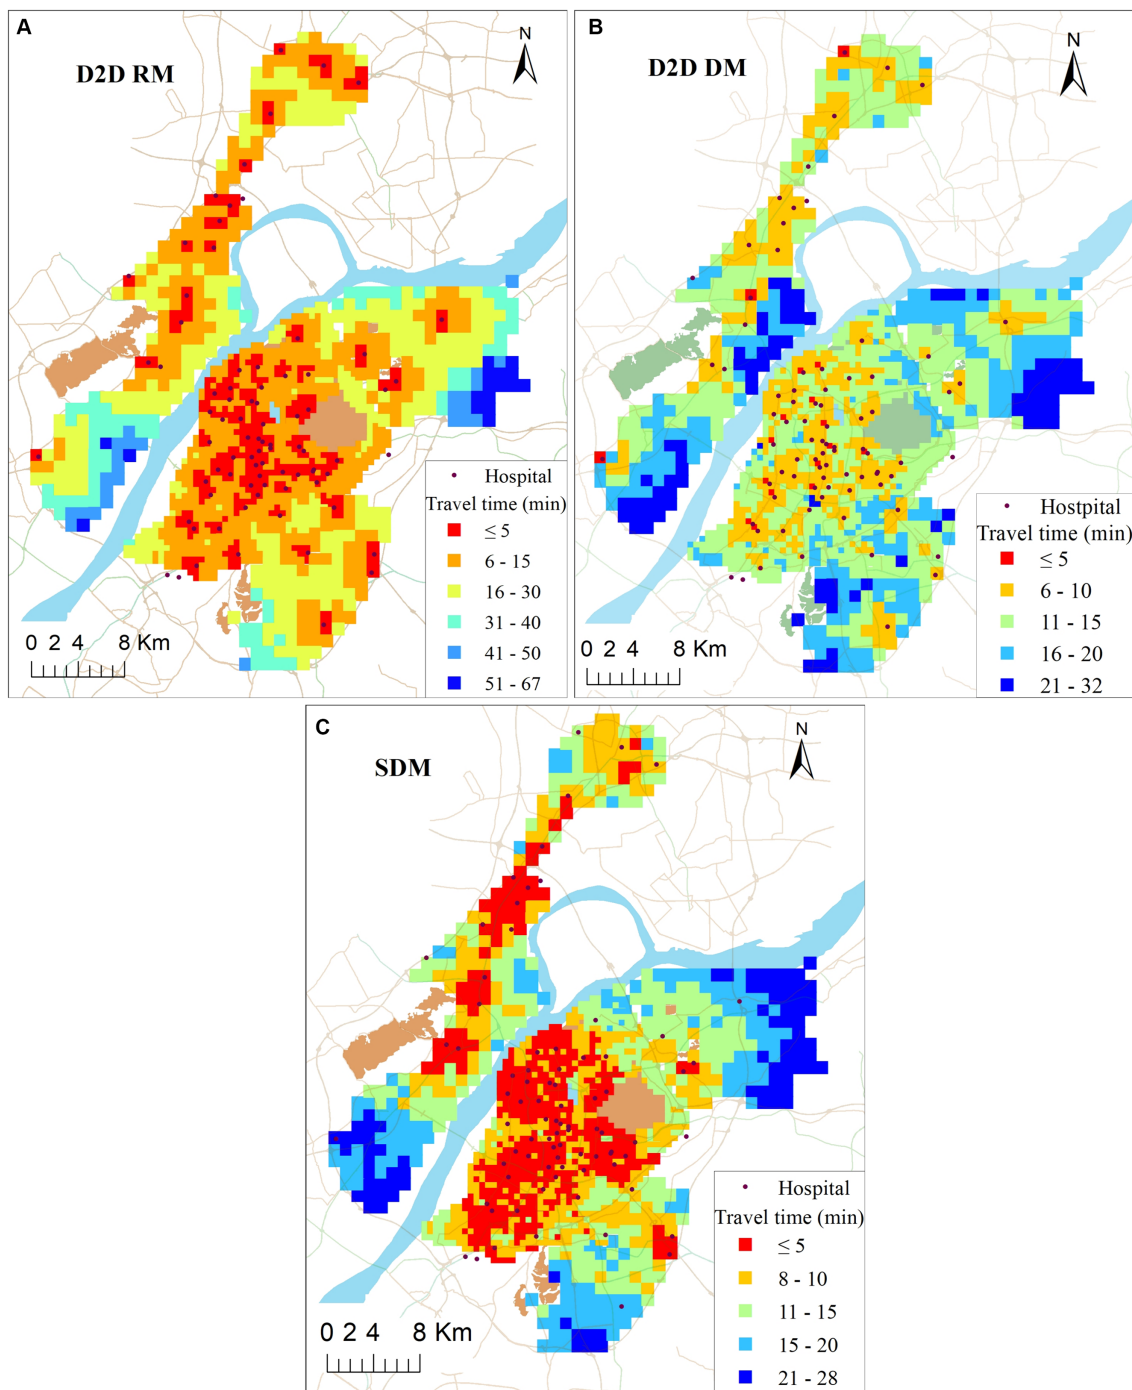 A
D2D RM
N
Hospital
Travel time (min)
≤ 5
6 - 15
16 - 30
31 - 40
41 - 50
51 - 67
0 2 4 8 Km
B
D2D DM
N
Hostpital
Travel time (min)
≤ 5
6 - 10
11 - 15
16 - 20
21 - 32
0 2 4 8 Km
C
SDM
N
Hospital
Travel time (min)
≤ 5
8 - 10
11 - 15
15 - 20
21 - 28
0 2 4 8 Km